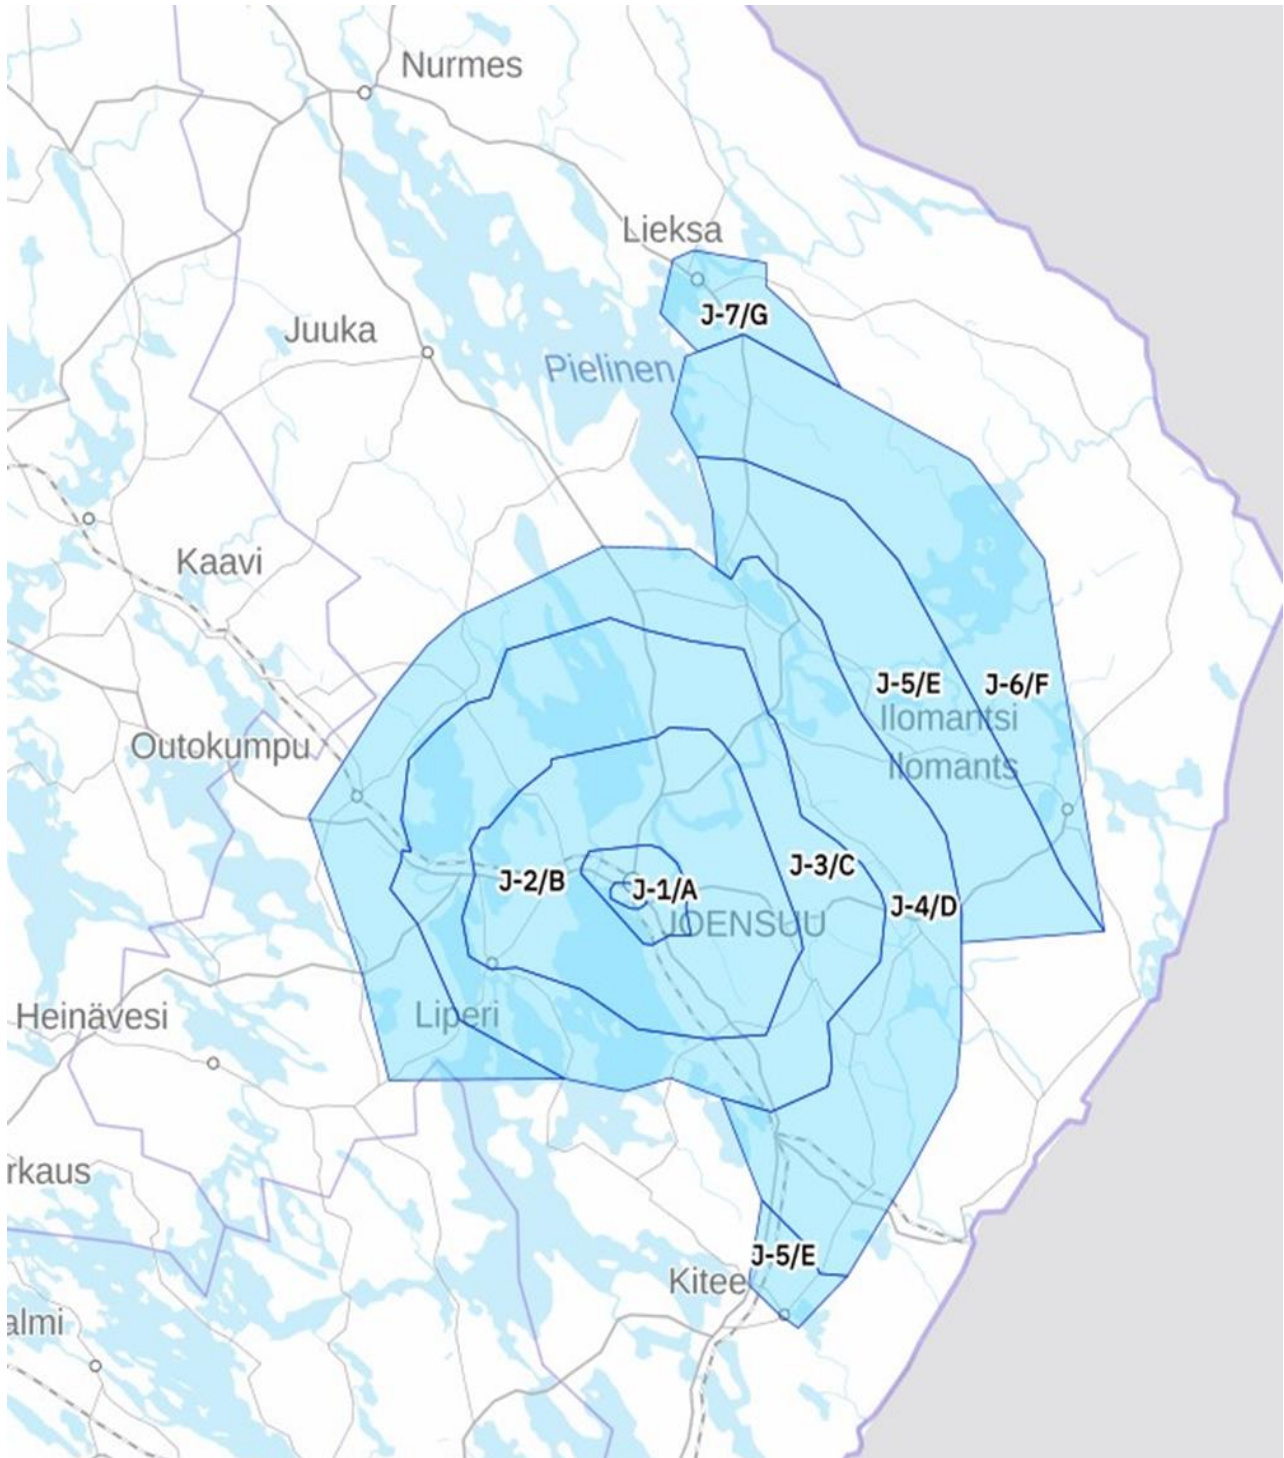 Nurmes
Lieksa
J-7/G
Juuka
Pielinen
Kaavi
J-5/E
J-6/F
Ilomantsi
Outokumpu
Ilomants
J-3/C
J-2/B
J-1/A
J-4/D
JOENSUU
Heinävesi
Liperi
rkaus
J-5/E
Kitee
almi